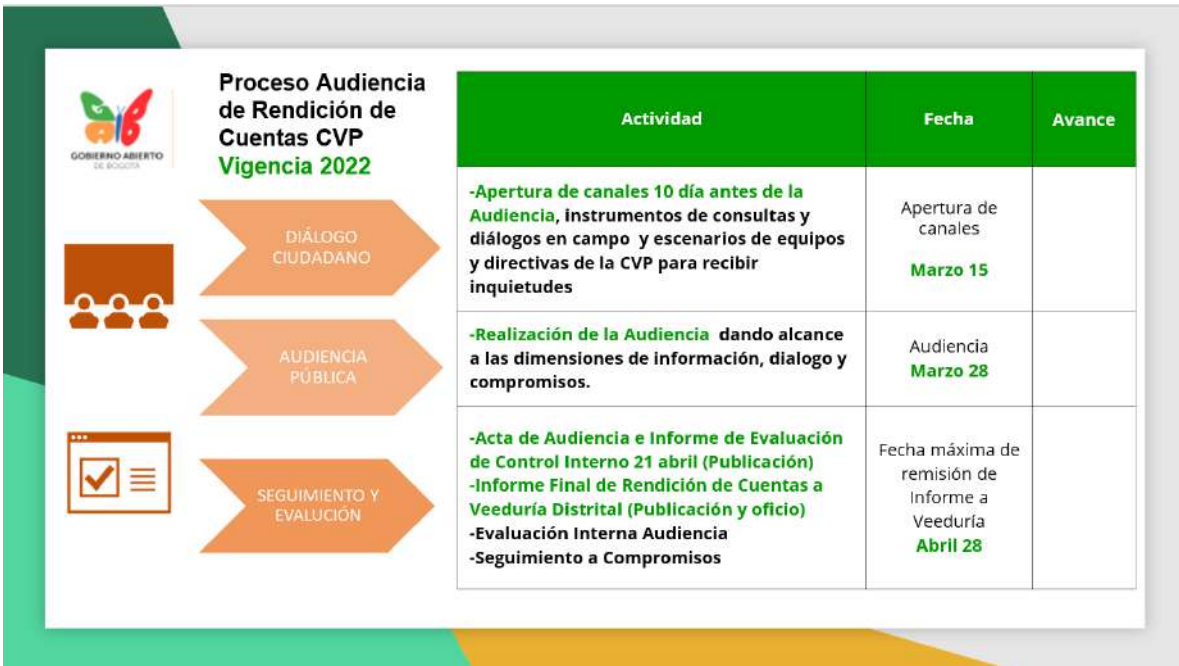 Proceso Audiencia
de Rendición de
Cuentas CVP
Vigencia 2022
GOBIERNO ABIERTO
DE BOGOTÁ
Actividad
Fecha
Avance
DIÁLOGO
CIUDADANO
-Apertura de canales 10 día antes de la
Audiencia, instrumentos de consultas y
diálogos en campo y escenarios de equipos
y directivas de la CVP para recibir
inquietudes
Apertura de
canales
Marzo 15
AUDIENCIA
PÚBLICA
-Realización de la Audiencia dando alcance
a las dimensiones de información, dialogo y
compromisos.
Audiencia
Marzo 28
SEGUIMIENTO Y
EVALUCIÓN
-Acta de Audiencia e Informe de Evaluación
de Control Interno 21 abril (Publicación)
-Informe Final de Rendición de Cuentas a
Veeduría Distrital (Publicación y oficio)
-Evaluación Interna Audiencia
-Seguimiento a Compromisos
Fecha máxima de
remisión de
Informe a
Veeduría
Abril 28